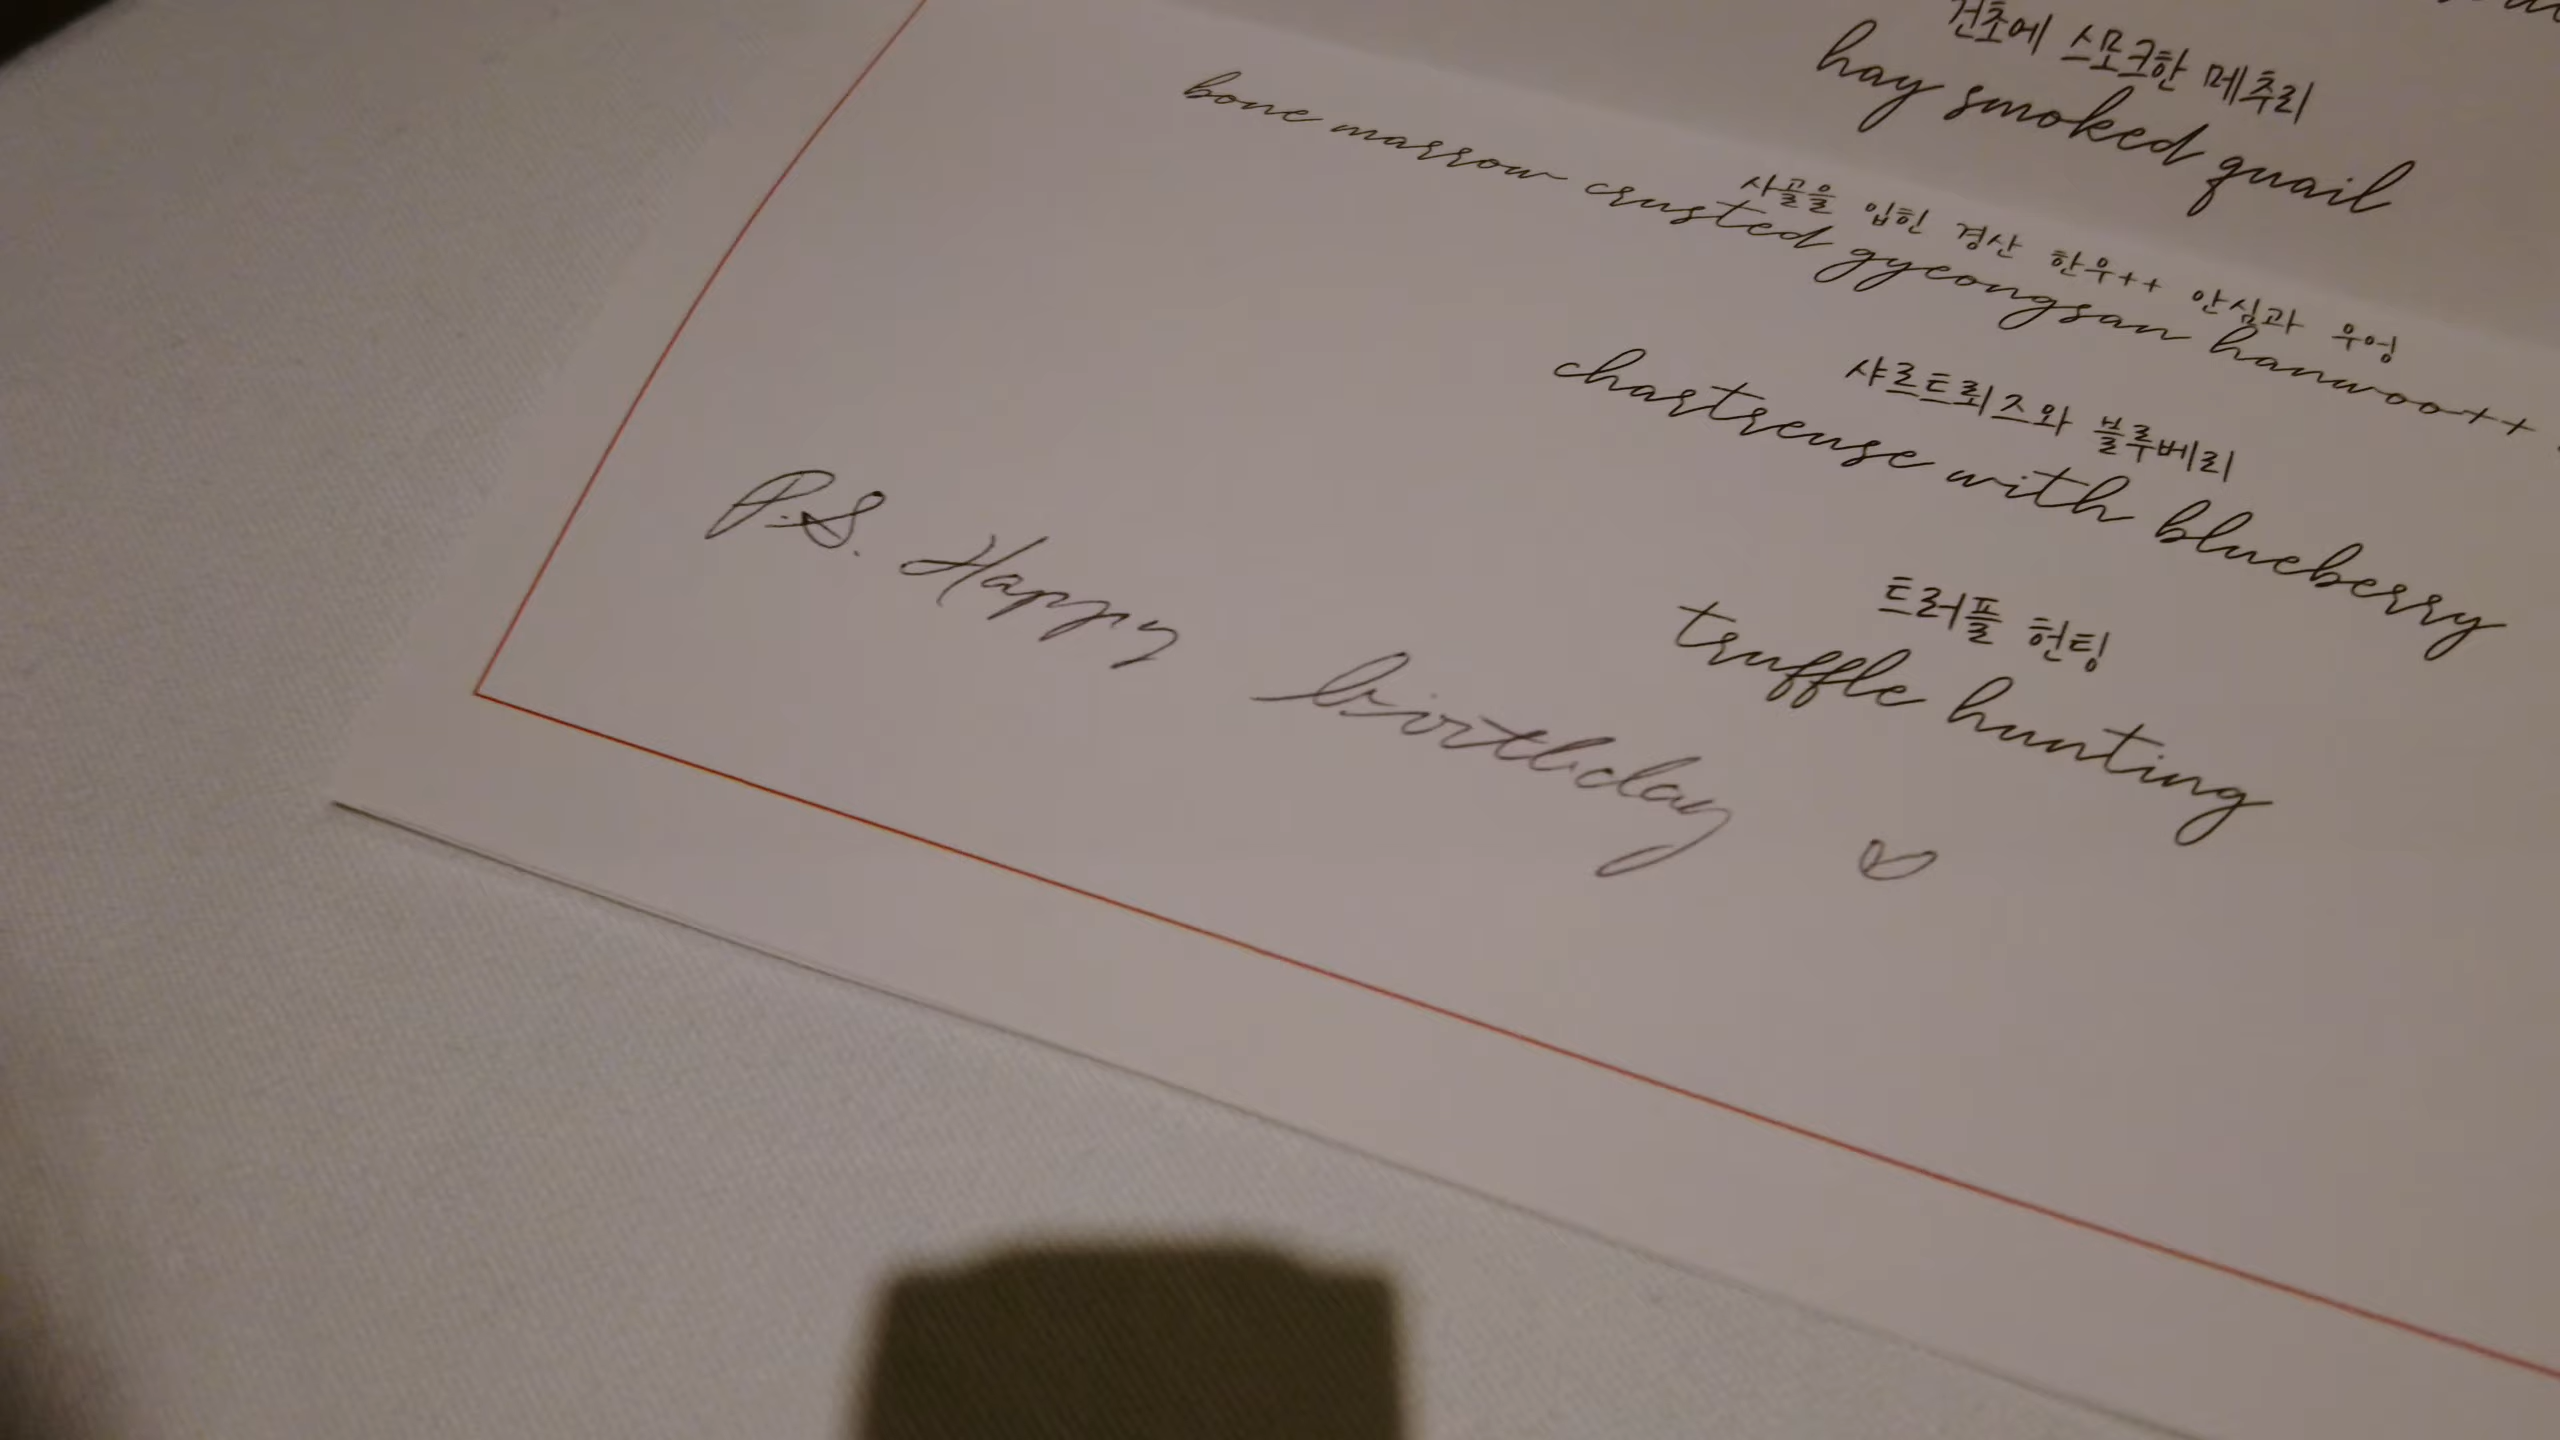 건초에 스모크한 메추리
hay smoked quail
사골을 입힌 경산 한우++ 안심과 우엉
bone marrow crusted gyeongsan hanwoo++
샤르트뢰즈와 블루베리
chartreuse with blueberry
트러플 헌팅
truffle hunting
P.S. Happy birthday ♡